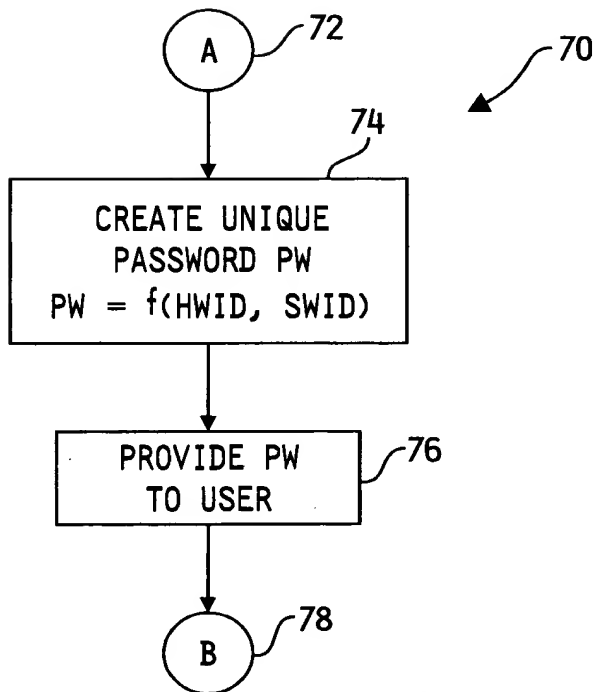 A
72
70
74
CREATE UNIQUE
PASSWORD PW
PW = f(HWID, SWID)
PROVIDE PW
TO USER
76
B
78